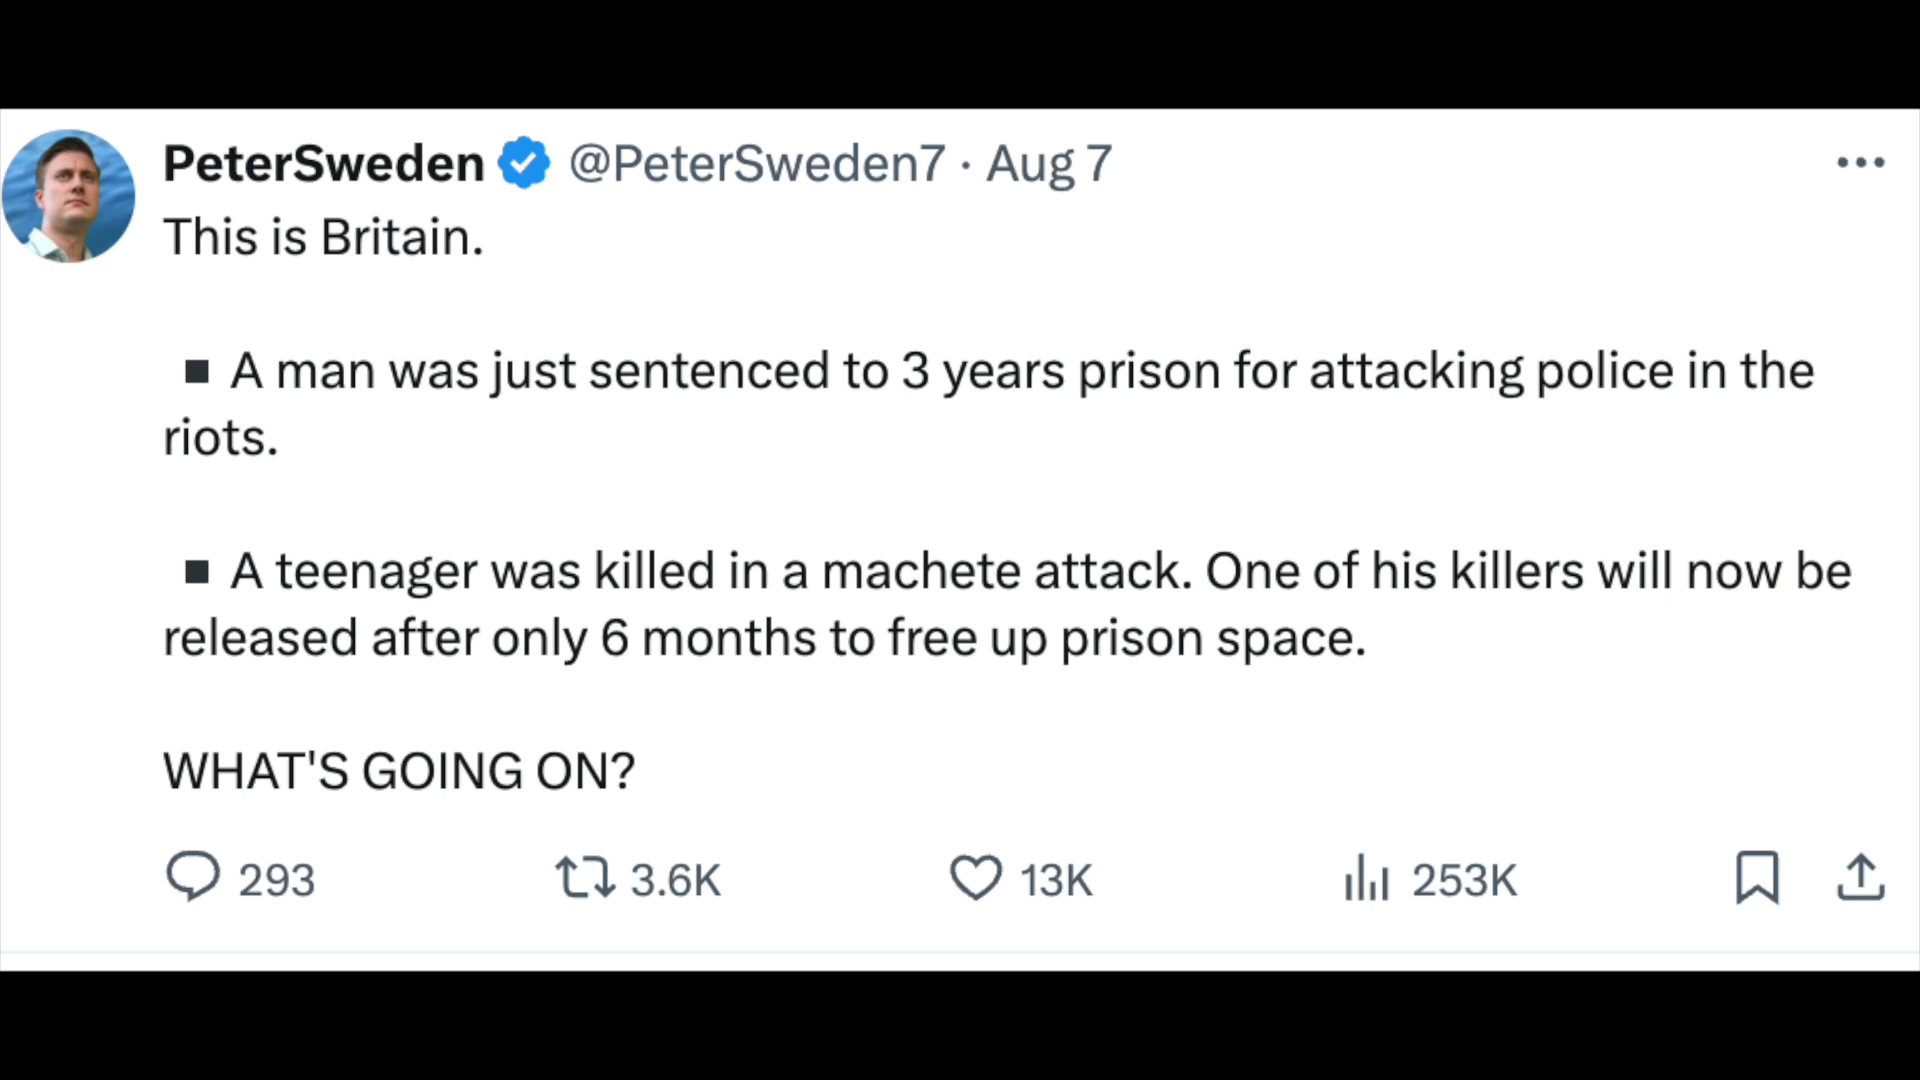 PeterSweden @PeterSweden7 · Aug 7
This is Britain.
▪ A man was just sentenced to 3 years prison for attacking police in the
riots.
▪ A teenager was killed in a machete attack. One of his killers will now be
released after only 6 months to free up prison space.
WHAT'S GOING ON?
293 3.6K 13K 253K